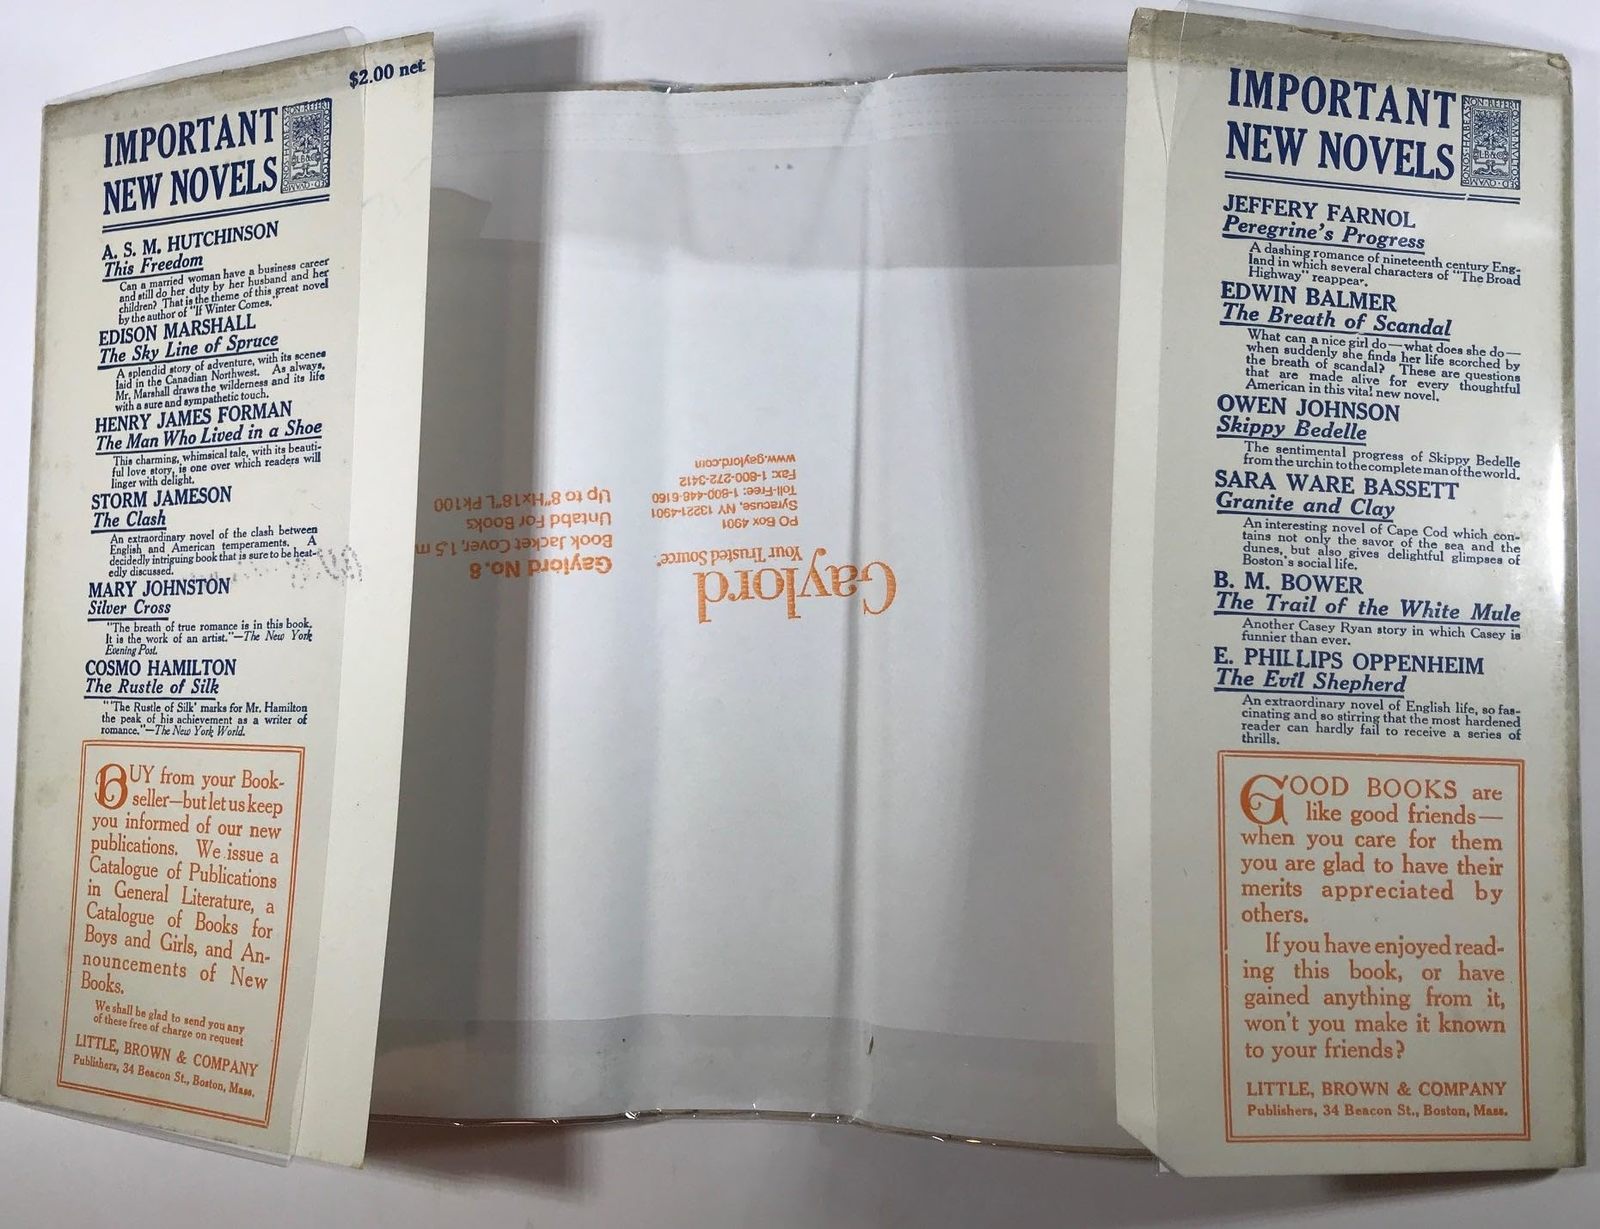 $2.00 net
IMPORTANT
NEW NOVELS
NON·REFERT·QVAM·MVLTOS
SED·QVAM·BONOS·HABEAS
LB&Co
A. S. M. HUTCHINSON
This Freedom
Can a married woman have a business career
and still do her duty by her husband and her
children? That is the theme of this great novel
by the author of "If Winter Comes."
EDISON MARSHALL
The Sky Line of Spruce
A splendid story of adventure, with its scenes
laid in the Canadian Northwest. As always,
Mr. Marshall draws the wilderness and its life
with a sure and sympathetic touch.
HENRY JAMES FORMAN
The Man Who Lived in a Shoe
This charming, whimsical tale, with its beauti-
ful love story, is one over which readers will
linger with delight.
STORM JAMESON
The Clash
An extraordinary novel of the clash between
English and American temperaments. A
decidedly intriguing book that is sure to be heat-
edly discussed.
MARY JOHNSTON
Silver Cross
"The breath of true romance is in this book.
It is the work of an artist."—The New York
Evening Post.
COSMO HAMILTON
The Rustle of Silk
"'The Rustle of Silk' marks for Mr. Hamilton
the peak of his achievement as a writer of
romance."—The New York World.
BUY from your Book-
seller—but let us keep
you informed of our new
publications. We issue a
Catalogue of Publications
in General Literature, a
Catalogue of Books for
Boys and Girls, and An-
nouncements of New
Books.
We shall be glad to send you any
of these free of charge on request
LITTLE, BROWN & COMPANY
Publishers, 34 Beacon St., Boston, Mass.
Gaylord
Your Trusted Source
PO Box 4901
Syracuse, NY 13221-4901
Toll-Free: 1-800-448-6160
Fax: 1-800-272-3412
www.gaylord.com
Gaylord No. 8
Book Jacket Cover, 1.5 m
Untabd For Books
Up to 8"Hx18"L Pk100
IMPORTANT
NEW NOVELS
NON·REFERT·QVAM·MVLTOS
SED·QVAM·BONOS·HABEAS
LB&Co
JEFFERY FARNOL
Peregrine's Progress
A dashing romance of nineteenth century Eng-
land in which several characters of "The Broad
Highway" reappear.
EDWIN BALMER
The Breath of Scandal
What can a nice girl do—what does she do—
when suddenly she finds her life scorched by
the breath of scandal? These are questions
that are made alive for every thoughtful
American in this vital new novel.
OWEN JOHNSON
Skippy Bedelle
The sentimental progress of Skippy Bedelle
from the urchin to the complete man of the world.
SARA WARE BASSETT
Granite and Clay
An interesting novel of Cape Cod which con-
tains not only the savor of the sea and the
dunes, but also gives delightful glimpses of
Boston's social life.
B. M. BOWER
The Trail of the White Mule
Another Casey Ryan story in which Casey is
funnier than ever.
E. PHILLIPS OPPENHEIM
The Evil Shepherd
An extraordinary novel of English life, so fas-
cinating and so stirring that the most hardened
reader can hardly fail to receive a series of
thrills.
GOOD BOOKS are
like good friends—
when you care for them
you are glad to have their
merits appreciated by
others.
If you have enjoyed read-
ing this book, or have
gained anything from it,
won't you make it known
to your friends?
LITTLE, BROWN & COMPANY
Publishers, 34 Beacon St., Boston, Mass.